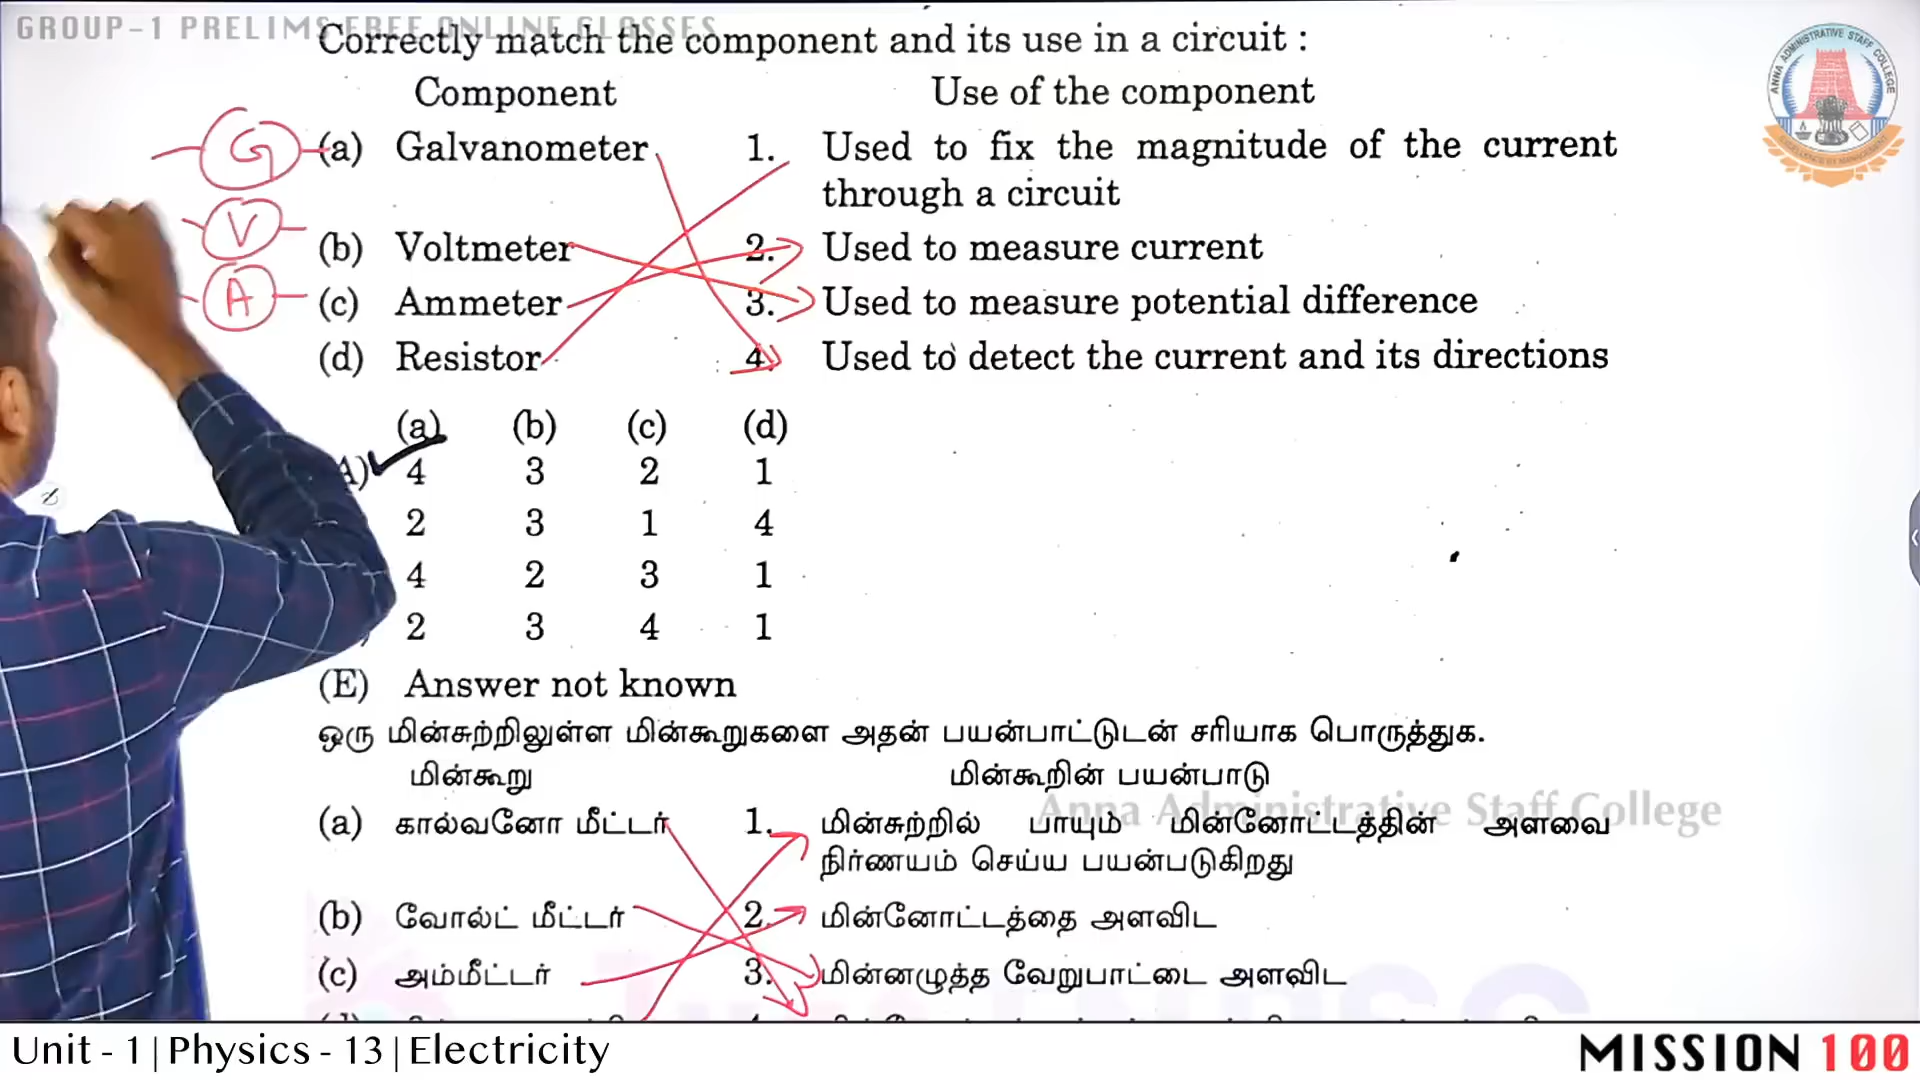 GROUP-1 PRELIMS FREE ONLINE CLASSES
Correctly match the component and its use in a circuit :
Component Use of the component
G (a) Galvanometer 1. Used to fix the magnitude of the current
through a circuit
V (b) Voltmeter 2. Used to measure current
A (c) Ammeter 3. Used to measure potential difference
(d) Resistor 4. Used to detect the current and its directions
(a) (b) (c) (d)
A) 4 3 2 1
2 3 1 4
4 2 3 1
2 3 4 1
(E) Answer not known
ஒரு மின்சுற்றிலுள்ள மின்கூறுகளை அதன் பயன்பாட்டுடன் சரியாக பொருத்துக.
மின்கூறு மின்கூறின் பயன்பாடு
Anna Administrative Staff College
(a) கால்வனோ மீட்டர் 1. மின்சுற்றில் பாயும் மின்னோட்டத்தின் அளவை
நிர்ணயம் செய்ய பயன்படுகிறது
(b) வோல்ட் மீட்டர் 2. மின்னோட்டத்தை அளவிட
(c) அம்மீட்டர் 3. மின்னழுத்த வேறுபாட்டை அளவிட
ANNA ADMINISTRATIVE STAFF COLLEGE
Unit - 1 | Physics - 13 | Electricity
MISSION 100